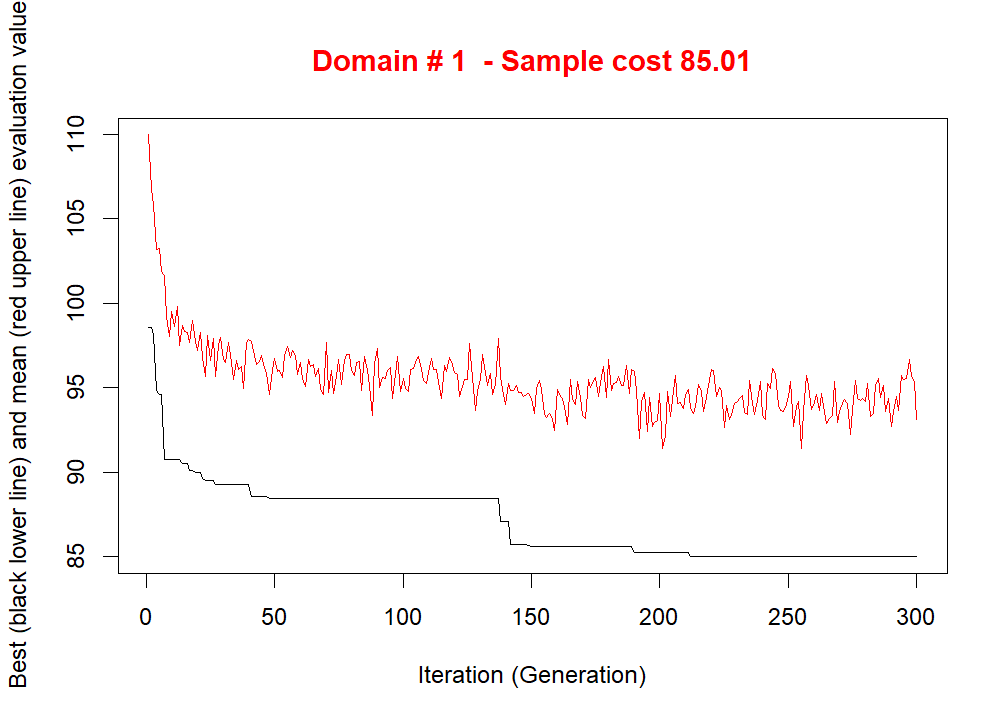 Domain # 1  - Sample cost 85.01
Best (black lower line) and mean (red upper line) evaluation value
110
105
100
95
90
85
0 50 100 150 200 250 300
Iteration (Generation)